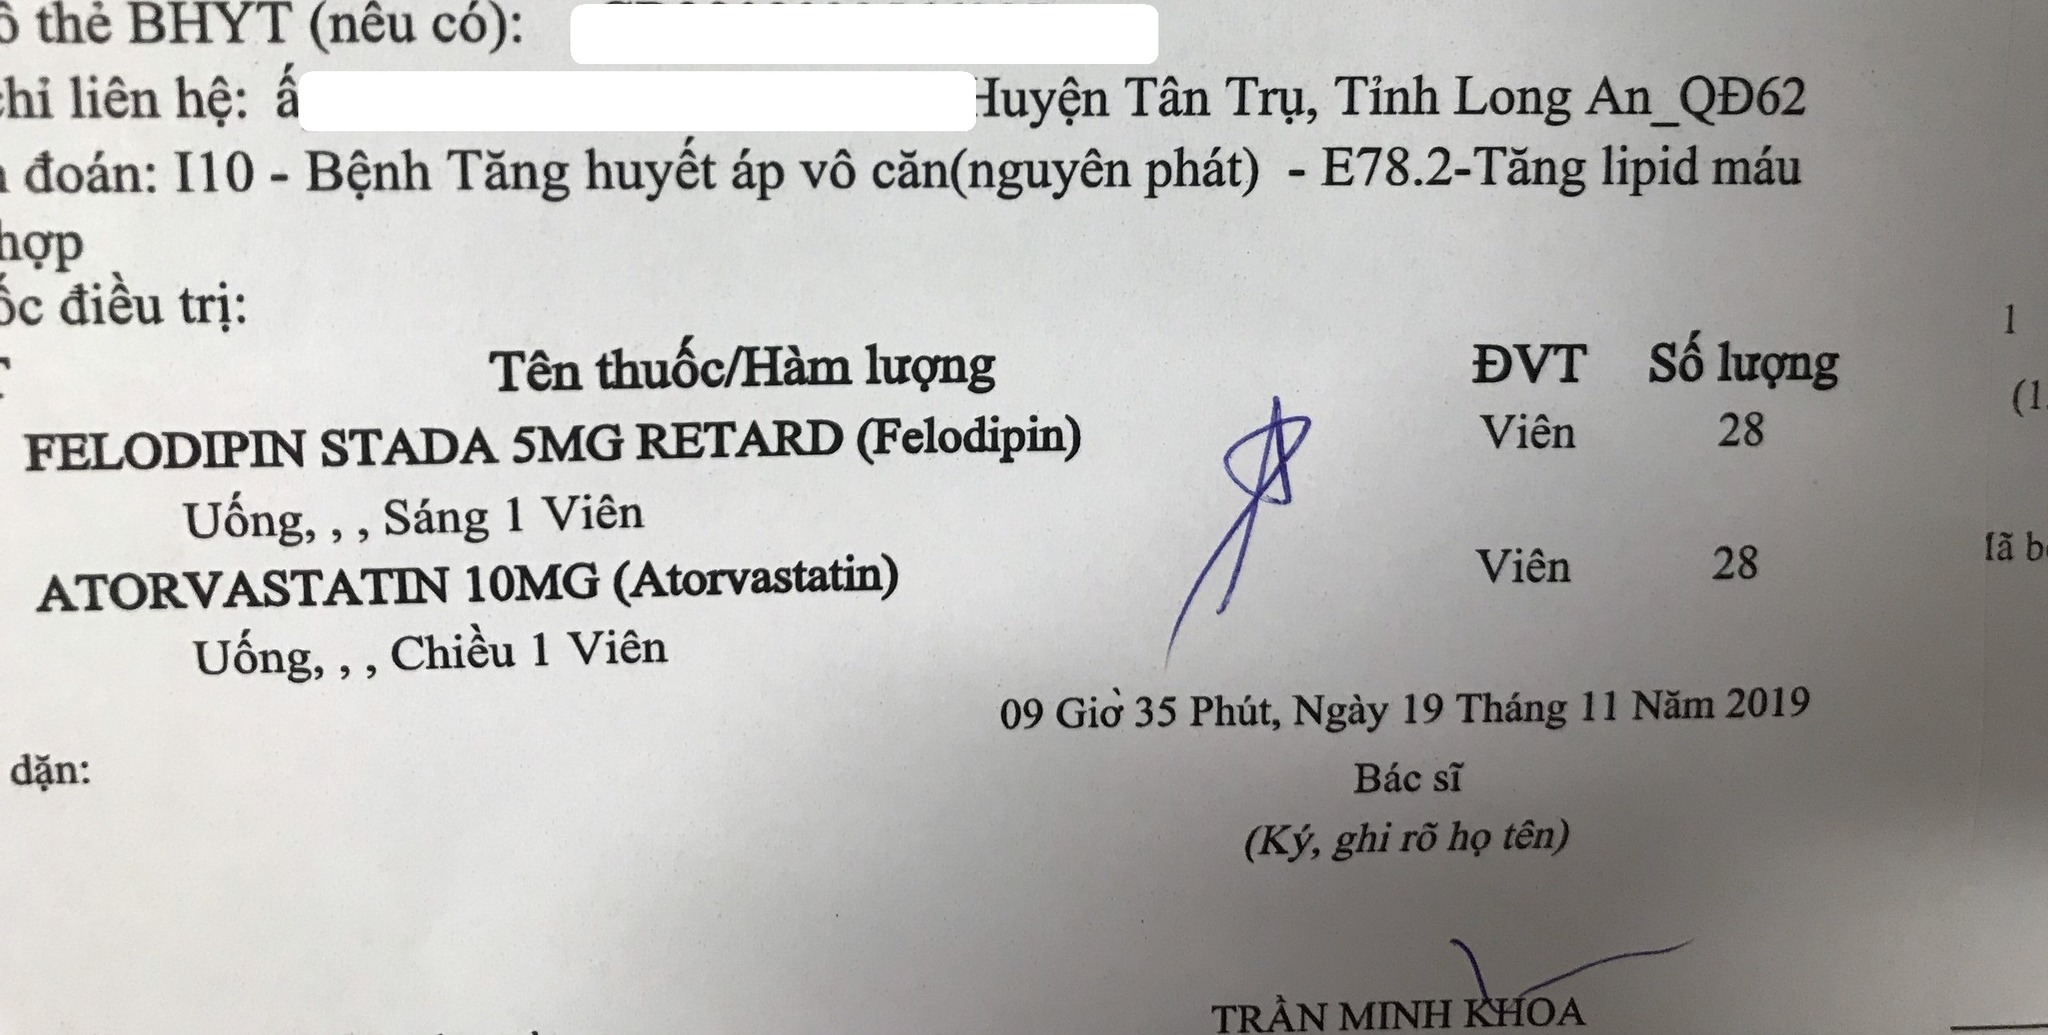 thẻ BHYT (nếu có):
chỉ liên hệ: ấ Huyện Tân Trụ, Tỉnh Long An_QĐ62
đoán: I10 - Bệnh Tăng huyết áp vô căn(nguyên phát) - E78.2-Tăng lipid máu
hợp
ốc điều trị:
Tên thuốc/Hàm lượng ĐVT Số lượng
1
(1.
FELODIPIN STADA 5MG RETARD (Felodipin) Viên 28
Uống, , , Sáng 1 Viên
ATORVASTATIN 10MG (Atorvastatin) Viên 28
Uống, , , Chiều 1 Viên
09 Giờ 35 Phút, Ngày 19 Tháng 11 Năm 2019
dặn:
Bác sĩ
(Ký, ghi rõ họ tên)
TRẦN MINH KHOA